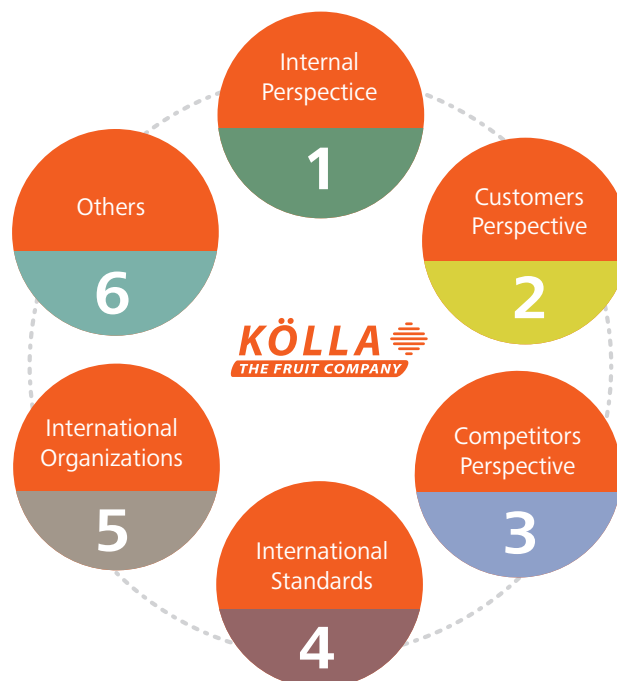 Internal
Perspectice
1
Customers
Perspective
2
Competitors
Perspective
3
International
Standards
4
International
Organizations
5
Others
6
KÖLLA
THE FRUIT COMPANY